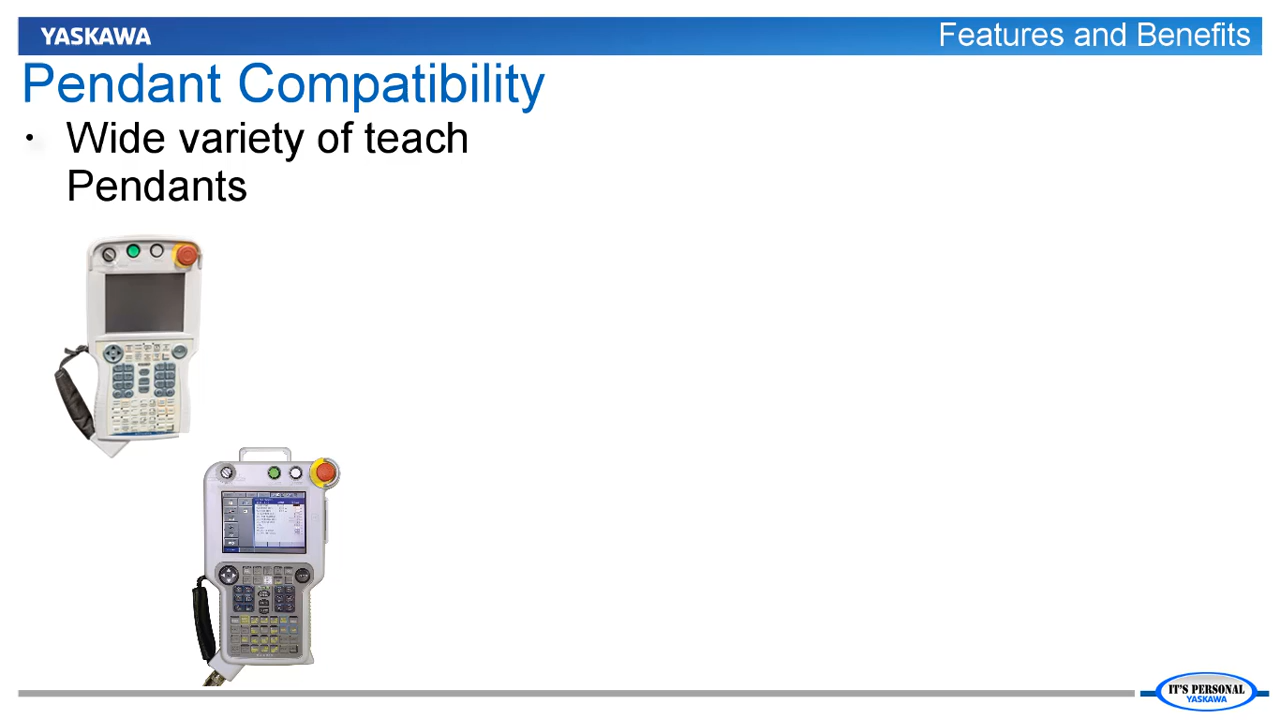 YASKAWA
Features and Benefits
Pendant Compatibility
• Wide variety of teach
Pendants
IT'S PERSONAL
YASKAWA